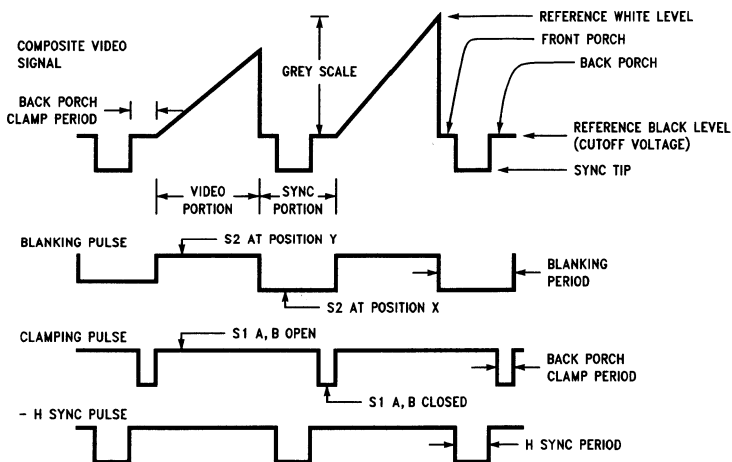 COMPOSITE VIDEO
SIGNAL
REFERENCE WHITE LEVEL
FRONT PORCH
BACK PORCH
GREY SCALE
BACK PORCH
CLAMP PERIOD
REFERENCE BLACK LEVEL
(CUTOFF VOLTAGE)
SYNC TIP
VIDEO
PORTION
SYNC
PORTION
BLANKING PULSE
S2 AT POSITION Y
BLANKING
PERIOD
S2 AT POSITION X
CLAMPING PULSE
S1 A, B OPEN
BACK PORCH
CLAMP PERIOD
S1 A, B CLOSED
- H SYNC PULSE
H SYNC PERIOD